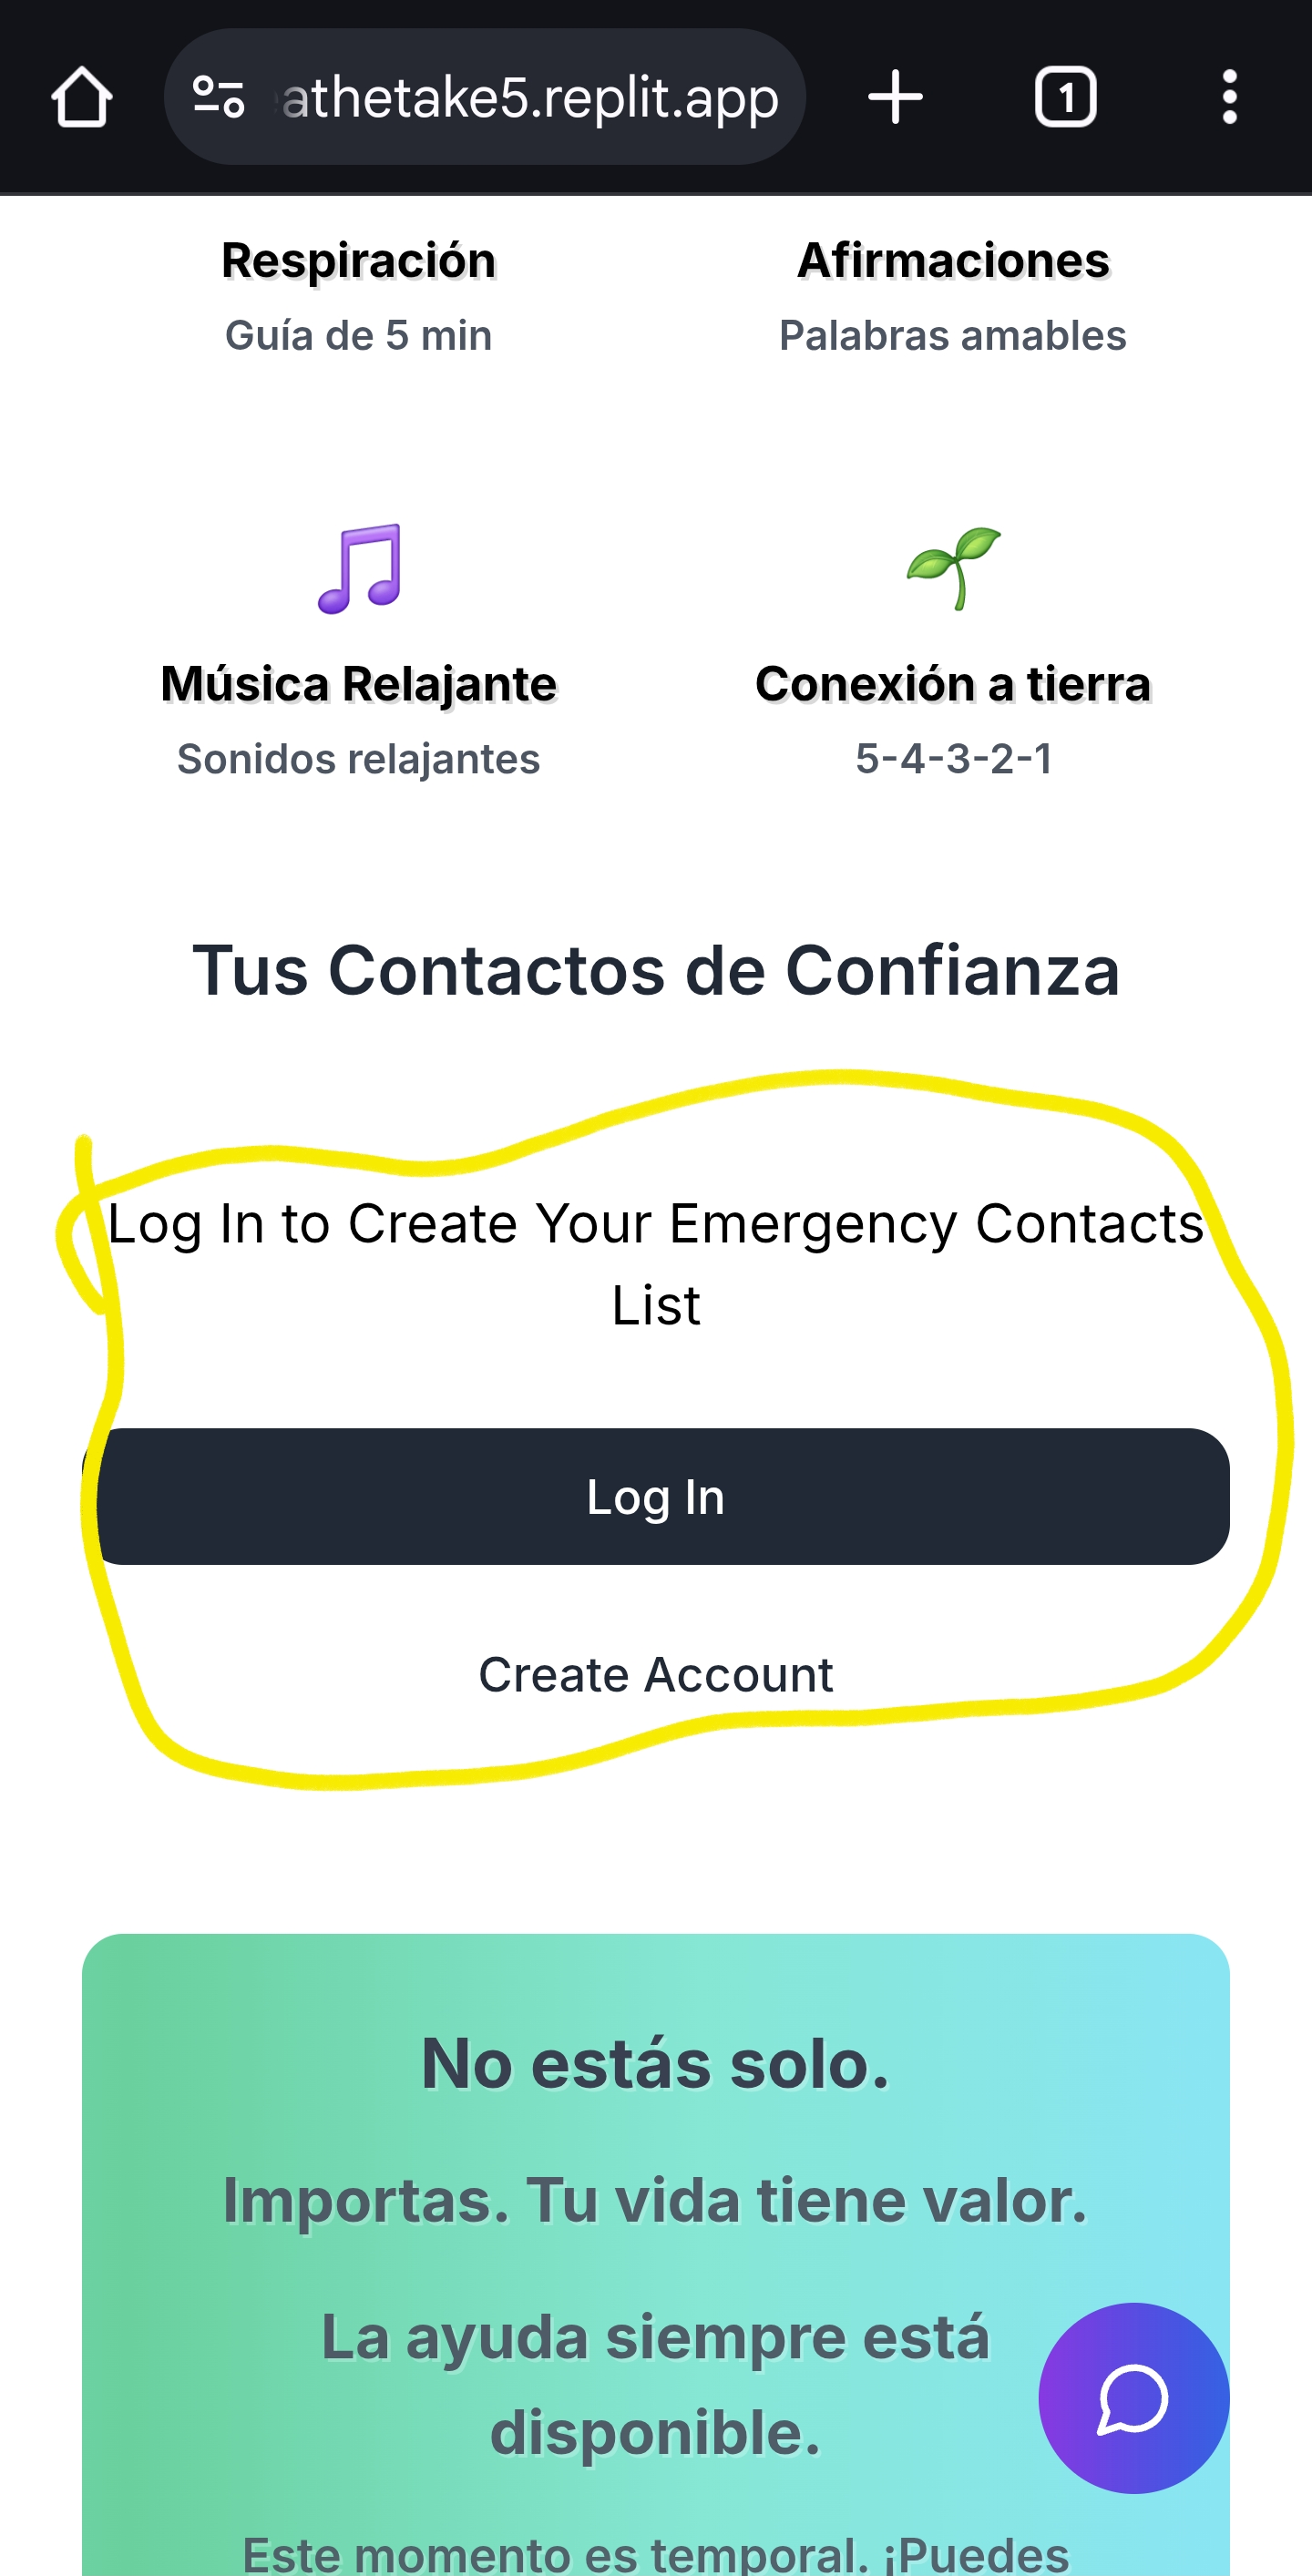 athetake5.replit.app
1
Respiración
Afirmaciones
Guía de 5 min
Palabras amables
Música Relajante
Conexión a tierra
Sonidos relajantes
5-4-3-2-1
Tus Contactos de Confianza
Log In to Create Your Emergency Contacts
List
Log In
Create Account
No estás solo.
Importas. Tu vida tiene valor.
La ayuda siempre está
disponible.
Este momento es temporal. ¡Puedes